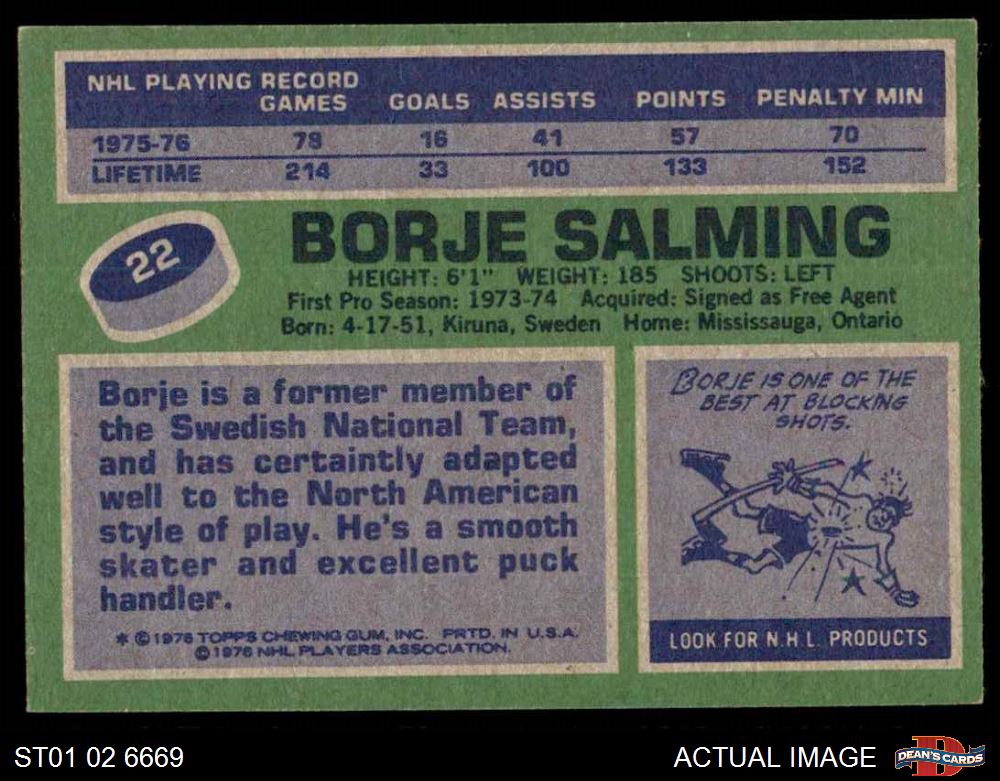 NHL PLAYING RECORD
GAMES GOALS ASSISTS POINTS PENALTY MIN
1975-76 78 16 41 57 70
LIFETIME 214 33 100 133 152
22
BORJE SALMING
HEIGHT: 6'1" WEIGHT: 185 SHOOTS: LEFT
First Pro Season: 1973-74 Acquired: Signed as Free Agent
Born: 4-17-51, Kiruna, Sweden Home: Mississauga, Ontario
Borje is a former member of
the Swedish National Team,
and has certaintly adapted
well to the North American
style of play. He's a smooth
skater and excellent puck
handler.
* © 1976 TOPPS CHEWING GUM, INC. PRTD. IN U.S.A.
© 1976 NHL PLAYERS ASSOCIATION.
BORJE IS ONE OF THE
BEST AT BLOCKING
SHOTS.
LOOK FOR N.H.L. PRODUCTS
ST01 02 6669
ACTUAL IMAGE
D
DEAN'S CARDS